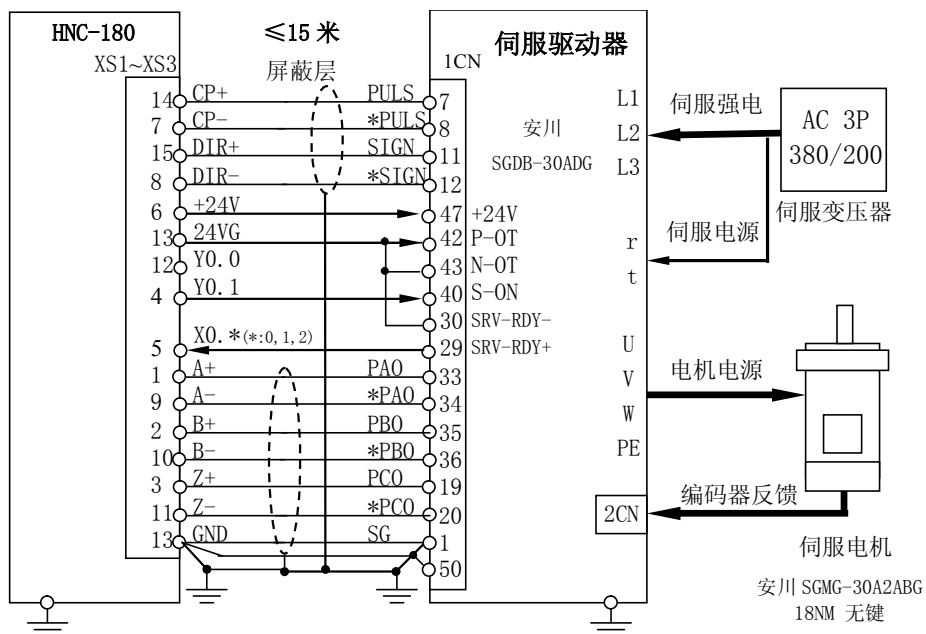 HNC-180
≤15 米
伺服驱动器
XS1~XS3
屏蔽层
1CN
14 CP+ PULS 7
7 CP- *PULS 8
15 DIR+ SIGN 11
8 DIR- *SIGN 12
6 +24V 47 +24V
13 24VG 42 P-OT
12 Y0.0 43 N-OT
4 Y0.1 40 S-ON
30 SRV-RDY-
5 X0.*(*:0,1,2) 29 SRV-RDY+
1 A+ PAO 33
9 A- *PAO 34
2 B+ PBO 35
10 B- *PBO 36
3 Z+ PCO 19
11 Z- *PCO 20
13 GND SG 1
50
安川
SGDB-30ADG
L1
L2
L3
r
t
U
V
W
PE
2CN
伺服强电
AC 3P
380/200
伺服变压器
伺服电源
电机电源
编码器反馈
伺服电机
安川 SGMG-30A2ABG
18NM 无键